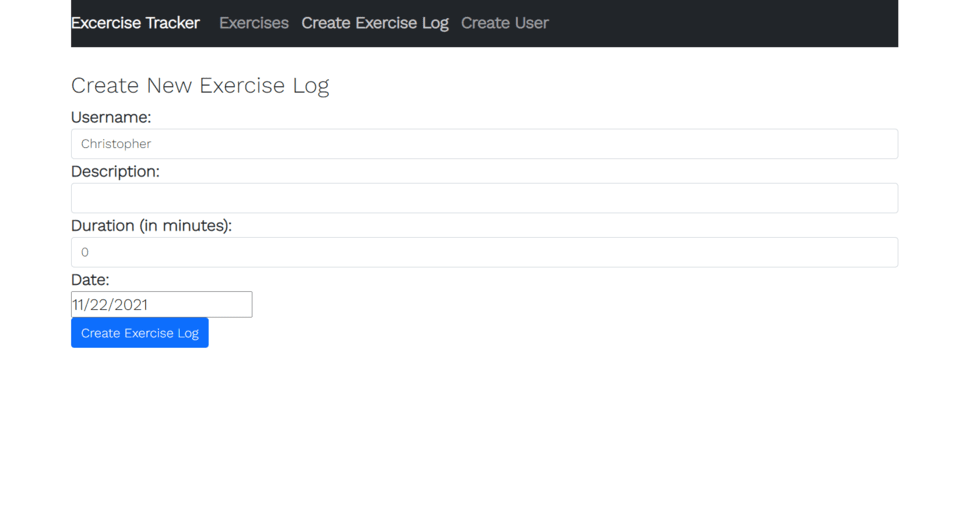 Excercise Tracker Exercises Create Exercise Log Create User
Create New Exercise Log
Username:
Christopher
Description:
Duration (in minutes):
0
Date:
11/22/2021
Create Exercise Log